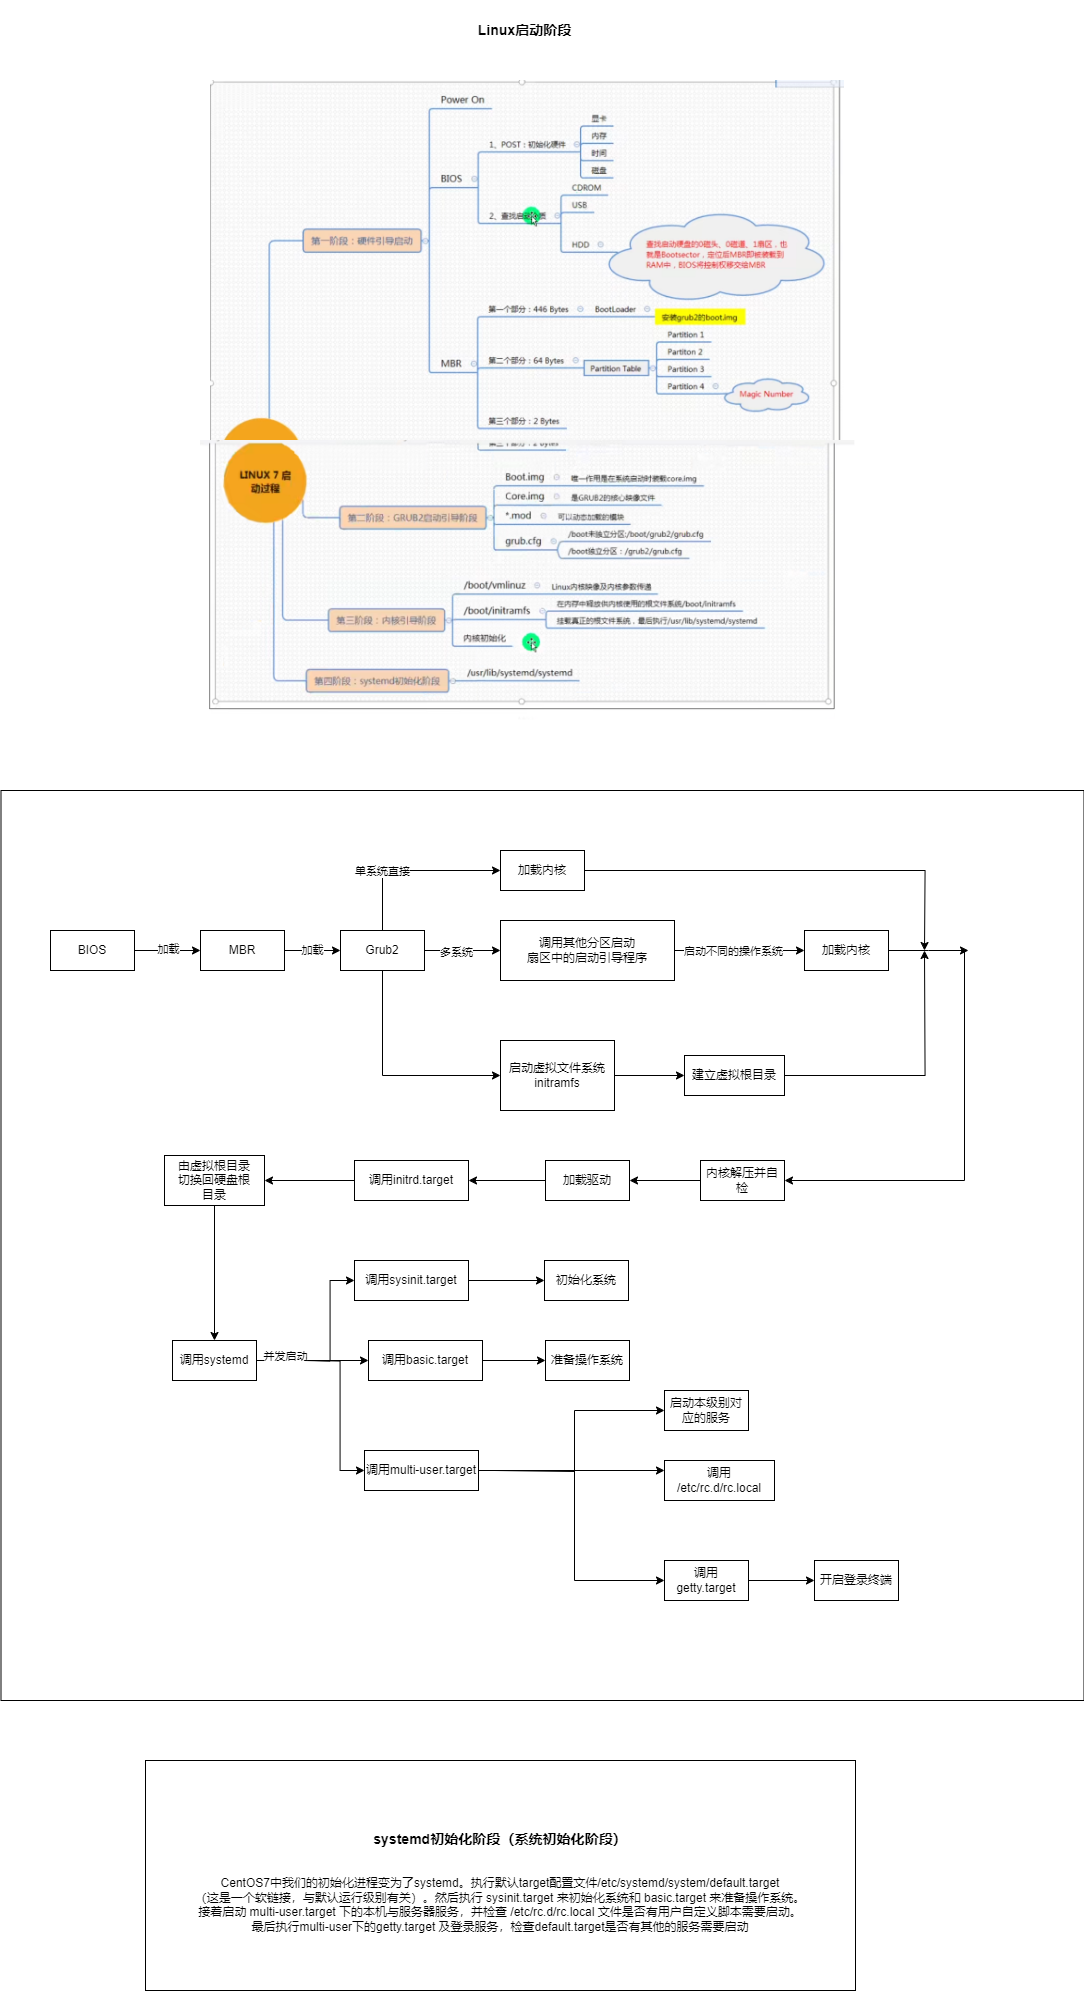 Linux启动阶段
Power On
BIOS
1、POST：初始化硬件
显卡
内存
时间
磁盘
2、查找启
CDROM
USB
HDD
查找启动硬盘的0磁头、0磁道、1扇区，也
就是Bootsector，定位后MBR即被装载到
RAM中，BIOS将控制权移交给MBR
第一阶段：硬件引导启动
MBR
第一个部分：446 Bytes
BootLoader
安装grub2的boot.img
第二个部分：64 Bytes
Partition Table
Partition 1
Partiton 2
Partition 3
Partition 4
Magic Number
第三个部分：2 Bytes
LINUX 7 启
动过程
第二阶段：GRUB2启动引导阶段
Boot.img
唯一作用是在系统启动时装载core.img
Core.img
是GRUB2的核心映像文件
*.mod
可以动态加载的模块
grub.cfg
/boot未独立分区:/boot/grub2/grub.cfg
/boot独立分区：/grub2/grub.cfg
第三阶段：内核引导阶段
/boot/vmlinuz
Linux内核映像及内核参数传递
/boot/initramfs
在内存中释放供内核使用的根文件系统/boot/initramfs
挂载真正的根文件系统，最后执行/usr/lib/systemd/systemd
内核初始化
第四阶段：systemd初始化阶段
/usr/lib/systemd/systemd
单系统直接
加载内核
BIOS
加载
MBR
加载
Grub2
多系统
调用其他分区启动
扇区中的启动引导程序
启动不同的操作系统
加载内核
启动虚拟文件系统
initramfs
建立虚拟根目录
由虚拟根目录
切换回硬盘根
目录
调用initrd.target
加载驱动
内核解压并自
检
调用sysinit.target
初始化系统
调用systemd
并发启动
调用basic.target
准备操作系统
启动本级别对
应的服务
调用multi-user.target
调用
/etc/rc.d/rc.local
调用
getty.target
开启登录终端
systemd初始化阶段（系统初始化阶段）
CentOS7中我们的初始化进程变为了systemd。执行默认target配置文件/etc/systemd/system/default.target
（这是一个软链接，与默认运行级别有关）。然后执行 sysinit.target 来初始化系统和 basic.target 来准备操作系统。
接着启动 multi-user.target 下的本机与服务器服务，并检查 /etc/rc.d/rc.local 文件是否有用户自定义脚本需要启动。
最后执行multi-user下的getty.target 及登录服务，检查default.target是否有其他的服务需要启动